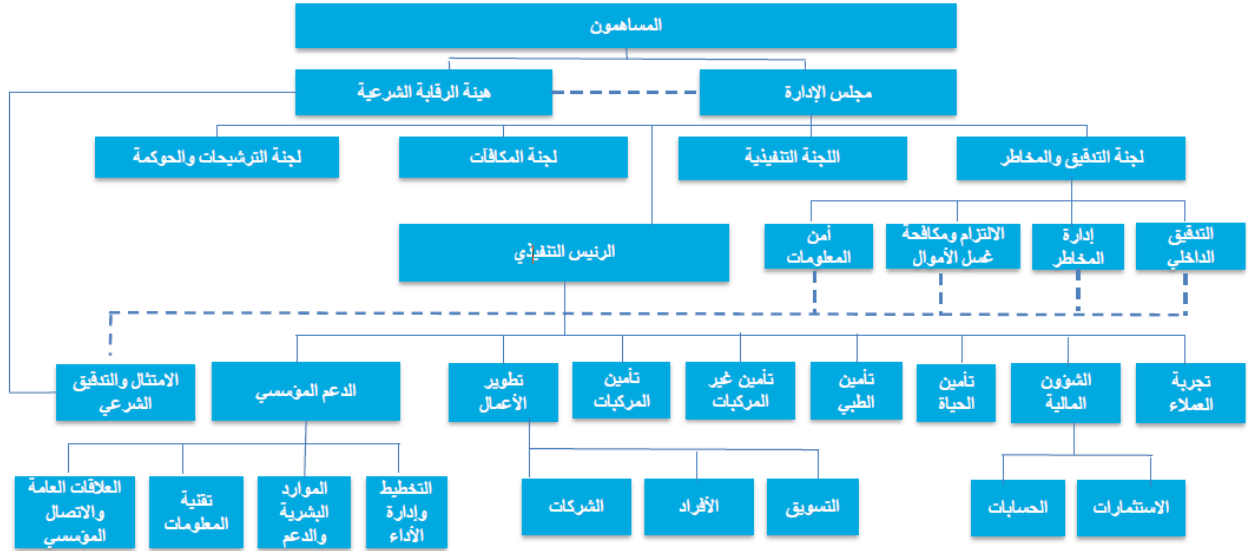 المساهمون
مجلس الإدارة
هيئة الرقابة الشرعية
لجنة التدقيق والمخاطر
اللجنة التنفيذية
لجنة المكافآت
لجنة الترشيحات والحوكمة
التدقيق
الداخلي
إدارة
المخاطر
الالتزام ومكافحة
غسل الأموال
أمن
المعلومات
الرئيس التنفيذي
تجربة
العملاء
الشؤون
المالية
تأمين
الحياة
تأمين
الطبي
تأمين غير
المركبات
تأمين
المركبات
تطوير
الأعمال
الدعم المؤسسي
الامتثال والتدقيق
الشرعي
الاستثمارات
الحسابات
التسويق
الأفراد
الشركات
التخطيط
وإدارة
الأداء
الموارد
البشرية
والدعم
تقنية
المعلومات
العلاقات العامة
والاتصال
المؤسسي